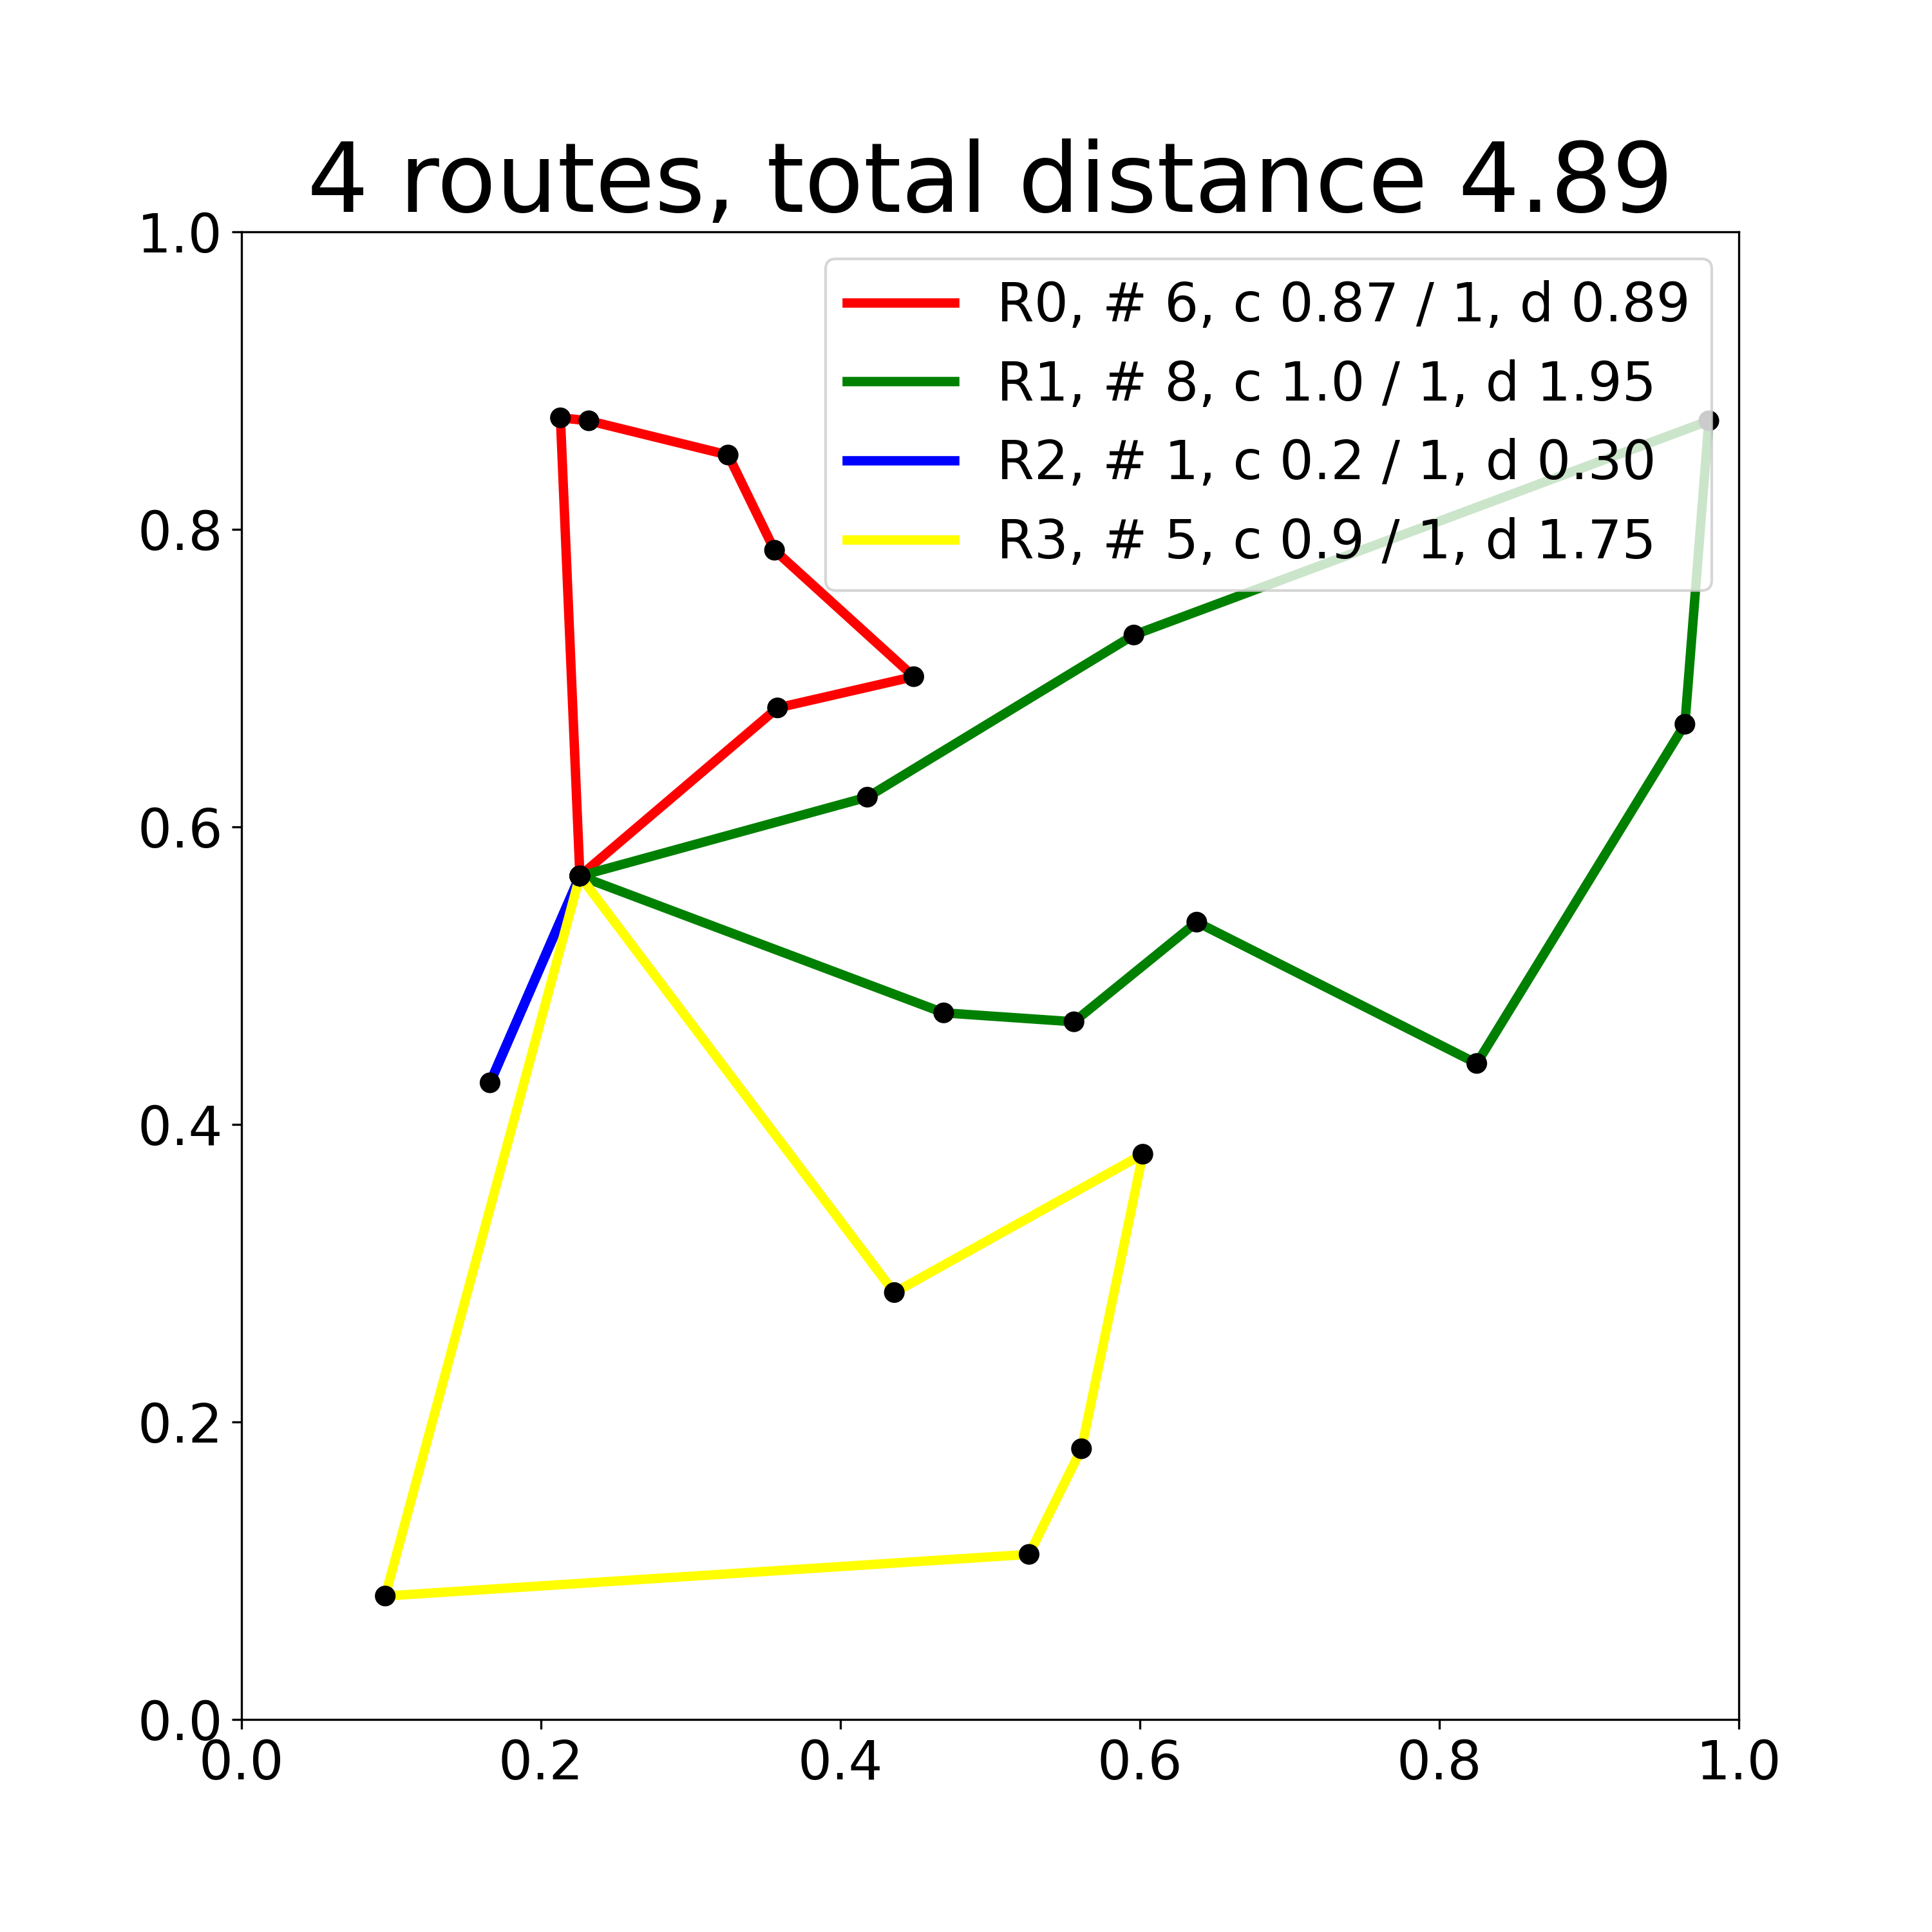 4 routes, total distance 4.89
1.0
R0, # 6, c 0.87 / 1, d 0.89
R1, # 8, c 1.0 / 1, d 1.95
R2, # 1, c 0.2 / 1, d 0.30
R3, # 5, c 0.9 / 1, d 1.75
0.8
0.6
0.4
0.2
0.0
0.0 0.2 0.4 0.6 0.8 1.0